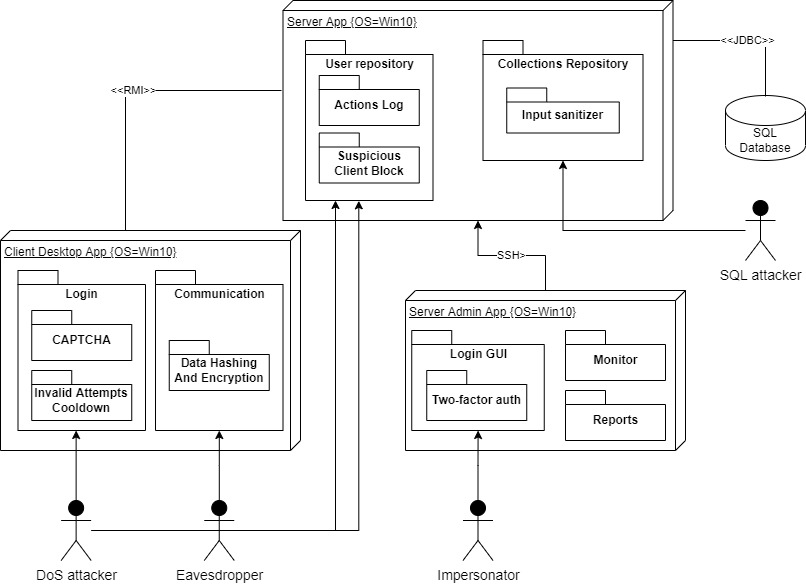 Server App {OS=Win10}
User repository
Actions Log
Suspicious
Client Block
Collections Repository
Input sanitizer
<<JDBC>>
SQL
Database
<<RMI>>
SQL attacker
Client Desktop App {OS=Win10}
Login
CAPTCHA
Invalid Attempts
Cooldown
Communication
Data Hashing
And Encryption
SSH>
Server Admin App {OS=Win10}
Login GUI
Two-factor auth
Monitor
Reports
DoS attacker
Eavesdropper
Impersonator